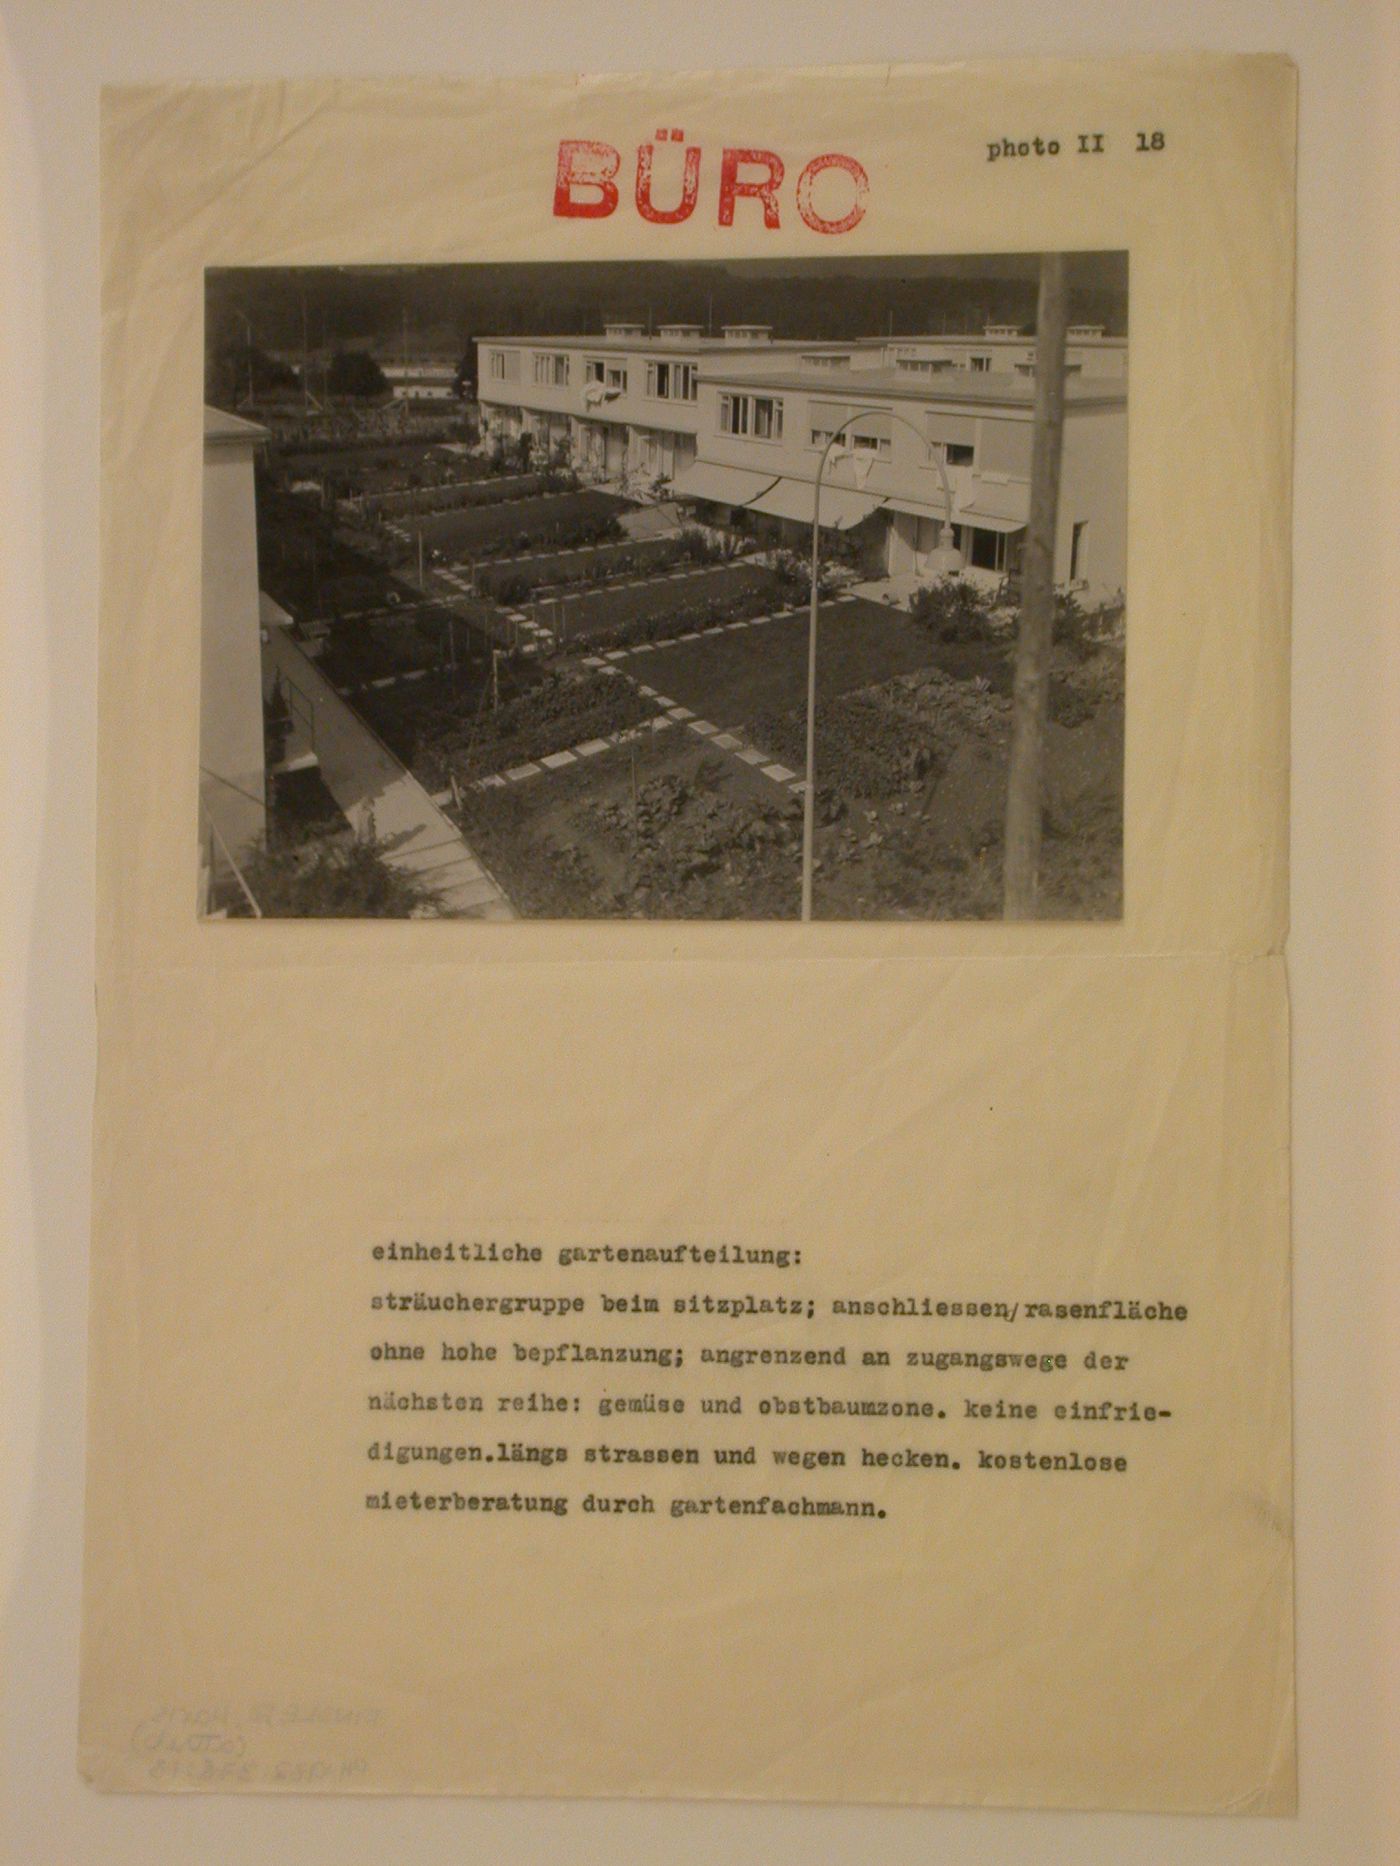 BÜRO
photo II 18
einheitliche gartenaufteilung:
sträuchergruppe beim sitzplatz; anschliessen/rasenfläche
ohne hohe bepflanzung; angrenzend an zugangswege der
nächsten reihe: gemüse und obstbaumzone. keine einfrie-
digungen.längs strassen und wegen hecken. kostenlose
mieterberatung durch gartenfachmann.